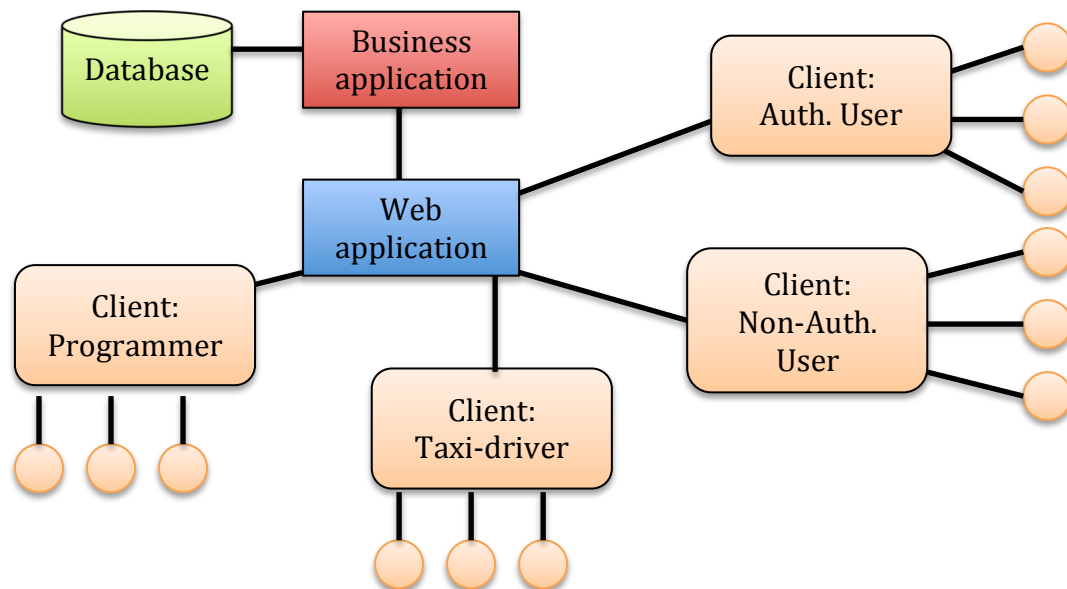 Database
Business
application
Client:
Auth. User
Web
application
Client:
Programmer
Client:
Non-Auth.
User
Client:
Taxi-driver